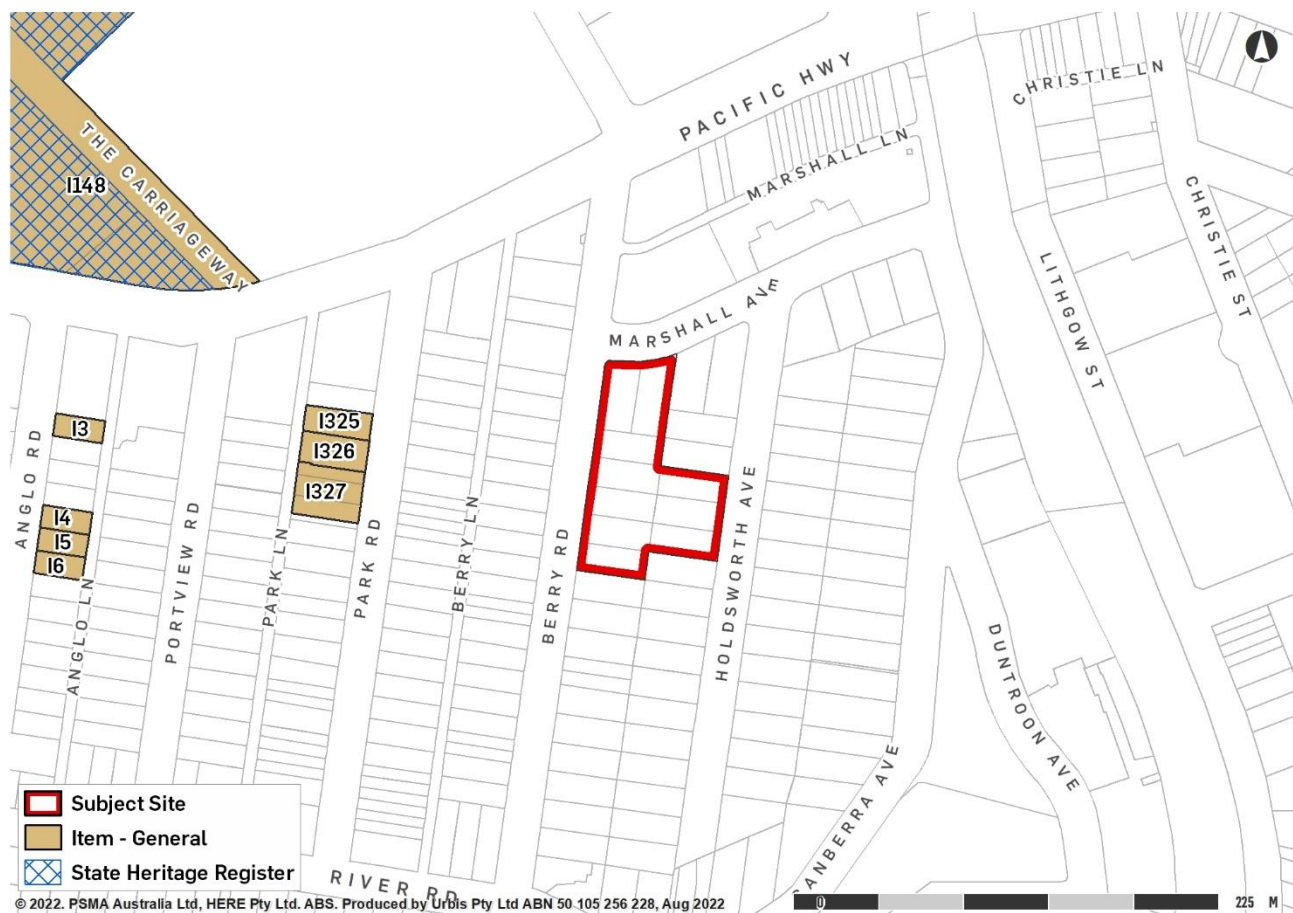 PACIFIC HWY
CHRISTIE LN
THE CARRIAGEWAY
I148
MARSHALL LN
CHRISTIE ST
LITHGOW ST
MARSHALL AVE
I3
I325
I326
I327
I4
I5
I6
ANGLO RD
ANGLO LN
PORTVIEW RD
PARK LN
PARK RD
BERRY LN
BERRY RD
HOLDSWORTH AVE
DUNTROON AVE
CANBERRA AVE
RIVER RD
Subject Site
Item - General
State Heritage Register
© 2022. PSMA Australia Ltd, HERE Pty Ltd. ABS. Produced by Urbis Pty Ltd ABN 50 105 256 228, Aug 2022
0 225 M